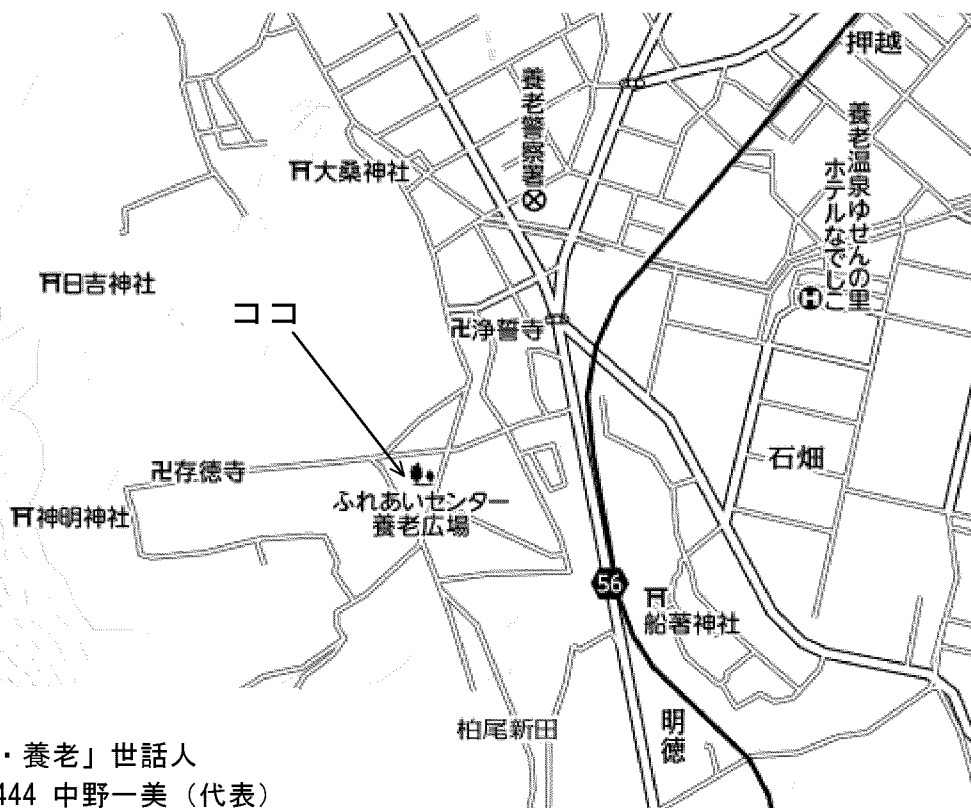 押越
養老警察署
養老温泉ゆせんの里
ホテルなでしこ
大桑神社
日吉神社
ココ
卍浄誓寺
石畑
卍存徳寺
ふれあいセンター
養老広場
神明神社
56
船著神社
柏尾新田
明徳
・養老」世話人
444 中野一美（代表）